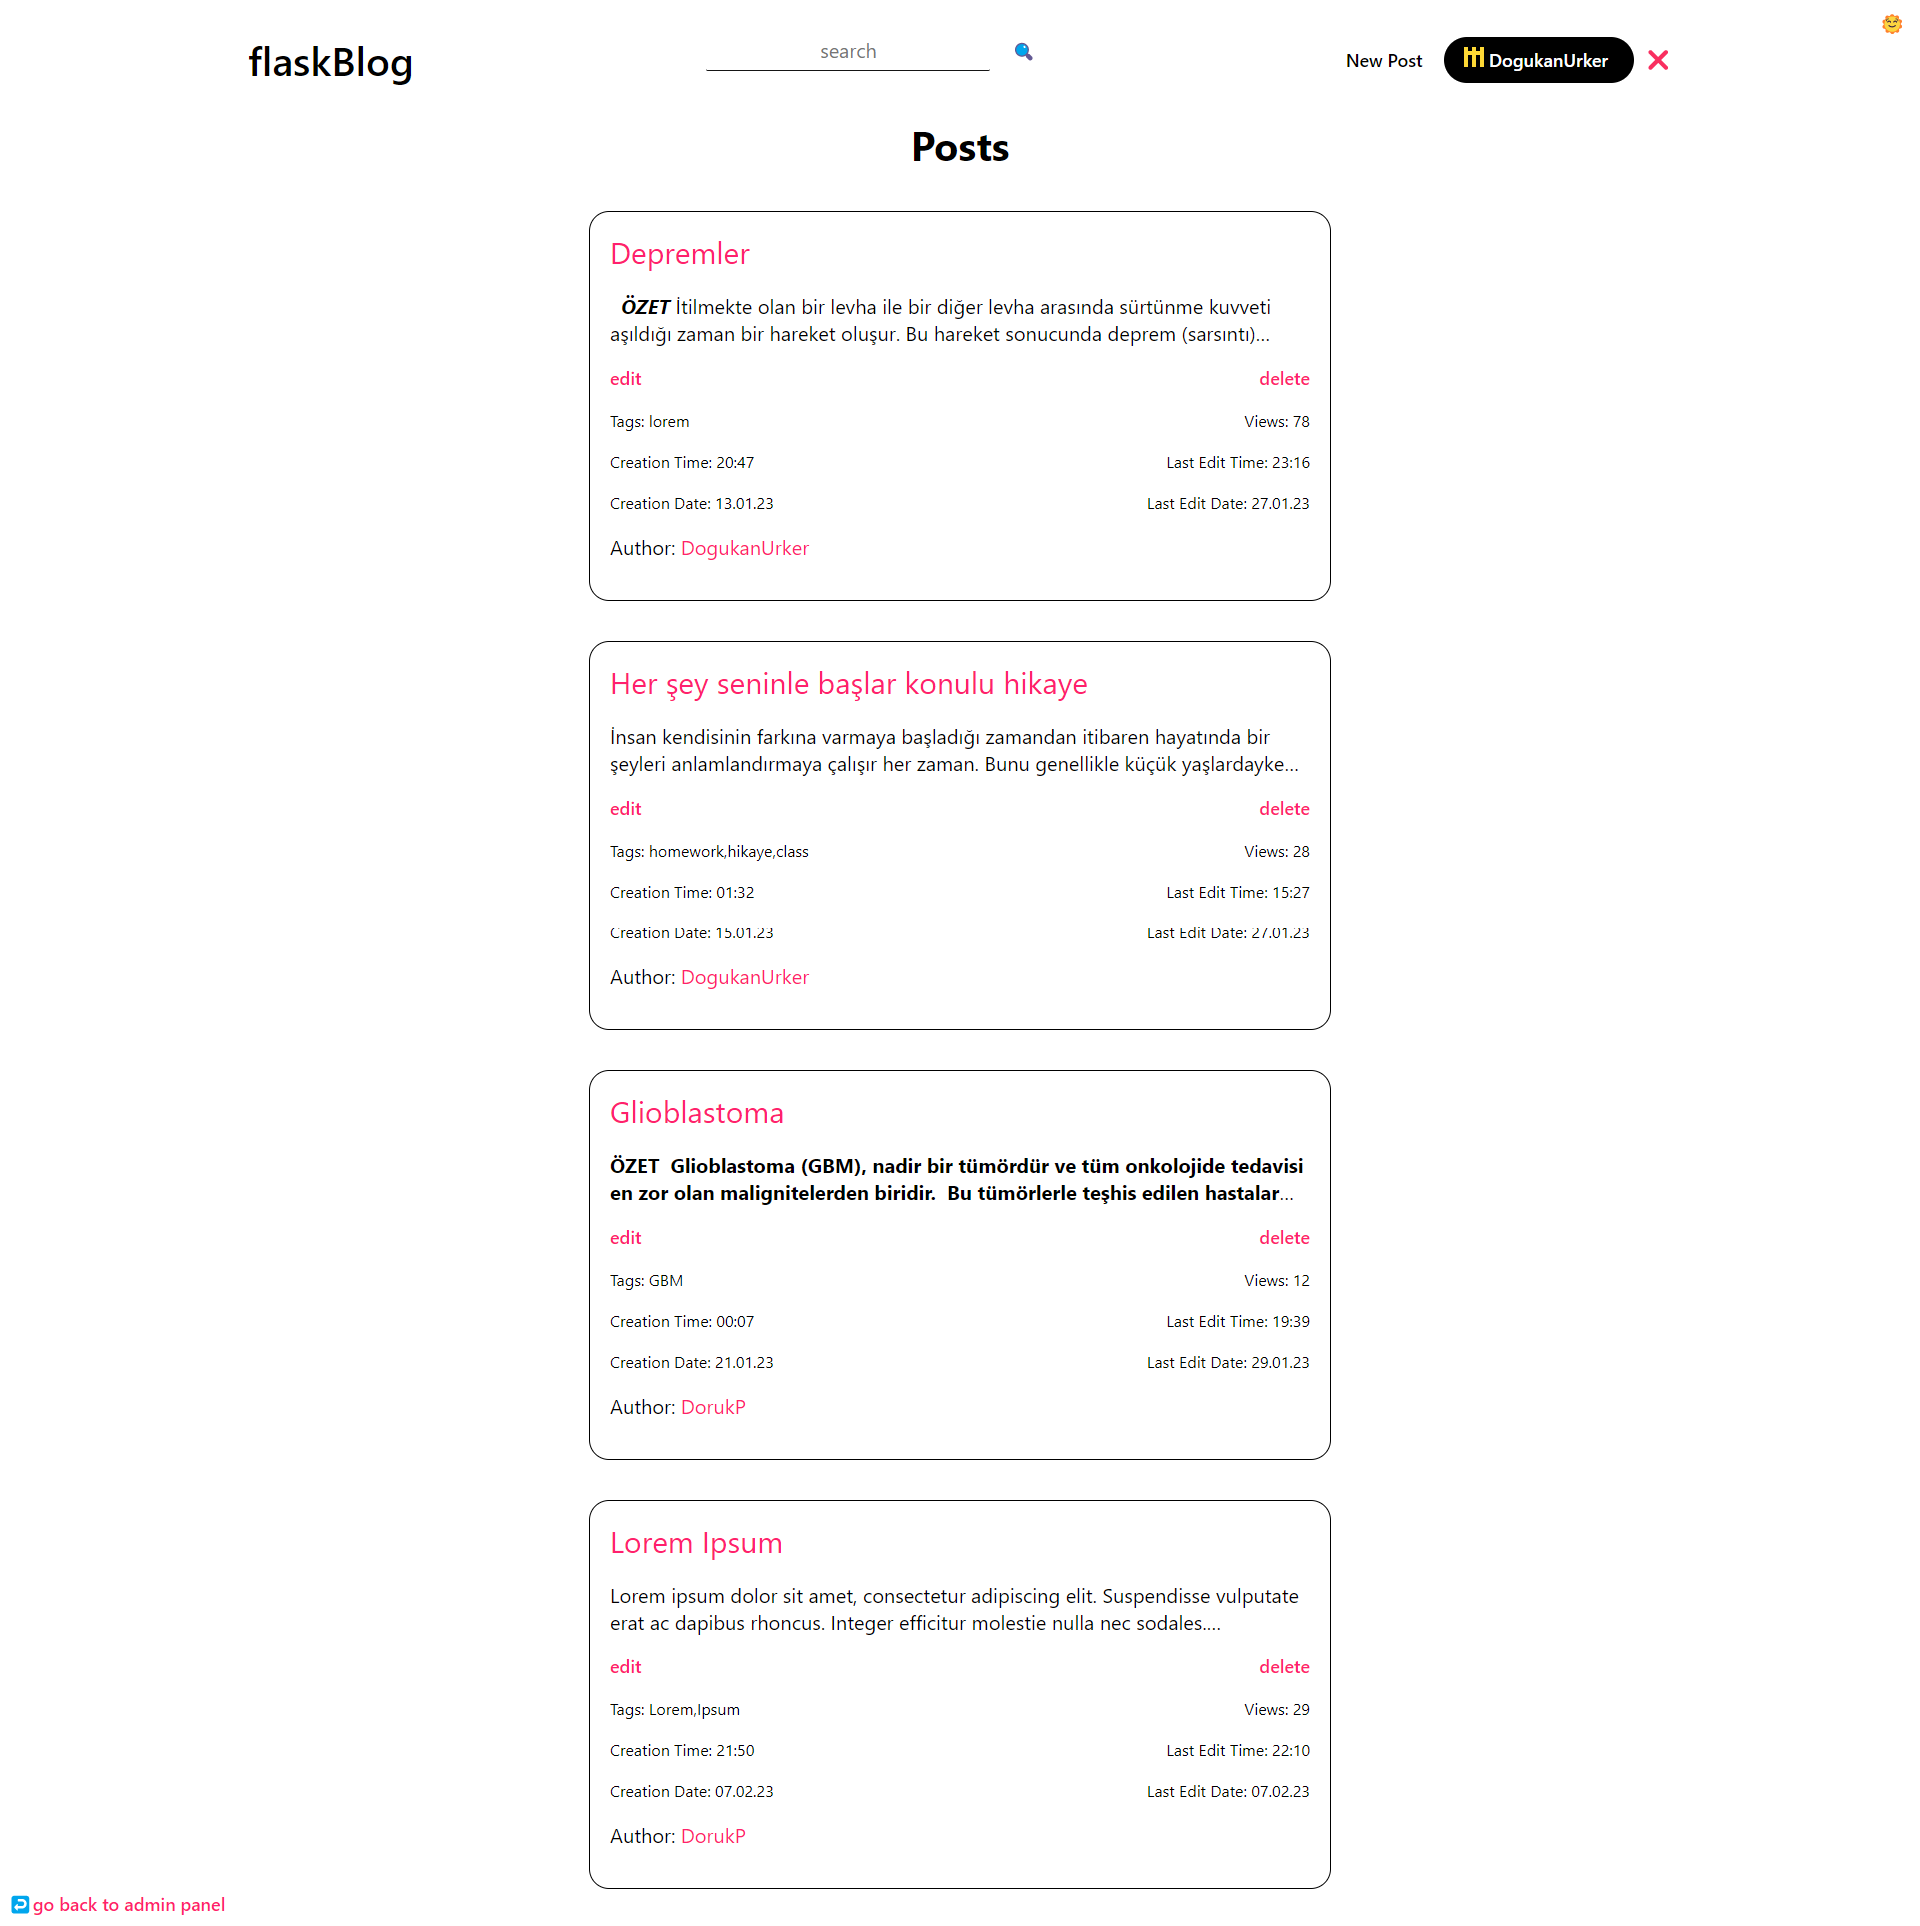 flaskBlog
search
New Post
DogukanUrker
Posts
Depremler
ÖZET İtilmekte olan bir levha ile bir diğer levha arasında sürtünme kuvveti
aşıldığı zaman bir hareket oluşur. Bu hareket sonucunda deprem (sarsıntı)...
edit delete
Tags: lorem Views: 78
Creation Time: 20:47 Last Edit Time: 23:16
Creation Date: 13.01.23 Last Edit Date: 27.01.23
Author: DogukanUrker
Her şey seninle başlar konulu hikaye
İnsan kendisinin farkına varmaya başladığı zamandan itibaren hayatında bir
şeyleri anlamlandırmaya çalışır her zaman. Bunu genellikle küçük yaşlardayke...
edit delete
Tags: homework,hikaye,class Views: 28
Creation Time: 01:32 Last Edit Time: 15:27
Creation Date: 15.01.23 Last Edit Date: 27.01.23
Author: DogukanUrker
Glioblastoma
ÖZET Glioblastoma (GBM), nadir bir tümördür ve tüm onkolojide tedavisi
en zor olan malignitelerden biridir. Bu tümörlerle teşhis edilen hastalar...
edit delete
Tags: GBM Views: 12
Creation Time: 00:07 Last Edit Time: 19:39
Creation Date: 21.01.23 Last Edit Date: 29.01.23
Author: DorukP
Lorem Ipsum
Lorem ipsum dolor sit amet, consectetur adipiscing elit. Suspendisse vulputate
erat ac dapibus rhoncus. Integer efficitur molestie nulla nec sodales....
edit delete
Tags: Lorem,Ipsum Views: 29
Creation Time: 21:50 Last Edit Time: 22:10
Creation Date: 07.02.23 Last Edit Date: 07.02.23
Author: DorukP
go back to admin panel